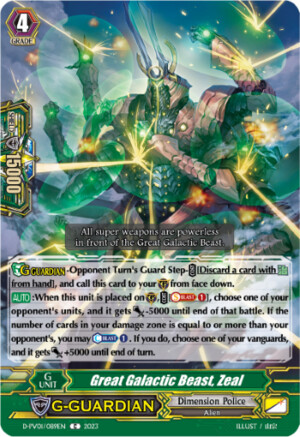 4
GRADE
15000
All super weapons are powerless
in front of the Great Galactic Beast.
G GUARDIAN -Opponent Turn's Guard Step- [Discard a card with
from hand], and call this card to from face down.
AUTO :When this unit is placed on , BLAST 1 , choose one of your
opponent's units, and it gets -5000 until end of that battle. If the
number of cards in your damage zone is equal to or more than your
opponent's, you may BLAST 1 . If you do, choose one of your vanguards,
and it gets +5000 until end of turn.
G
UNIT
Great Galactic Beast, Zeal
G-GUARDIAN
Dimension Police
Alien
2023
ILLUST /